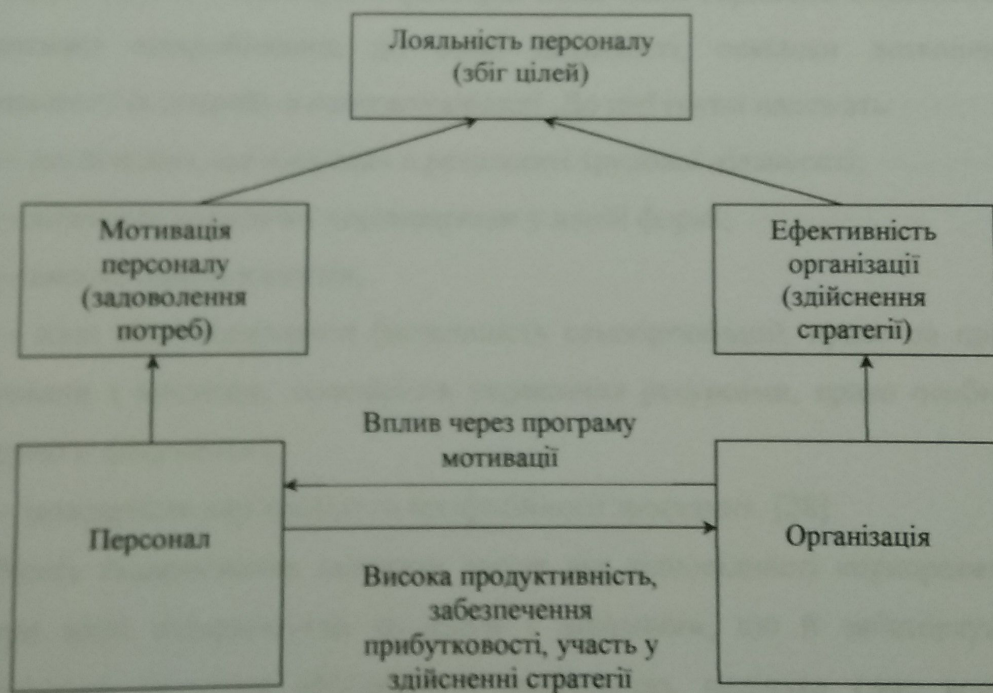 Лояльність персоналу
(збіг цілей)
Мотивація
персоналу
(задоволення
потреб)
Ефективність
організації
(здійснення
стратегії)
Вплив через програму
мотивації
Персонал
Організація
Висока продуктивність,
забезпечення
прибутковості, участь у
здійсненні стратегії